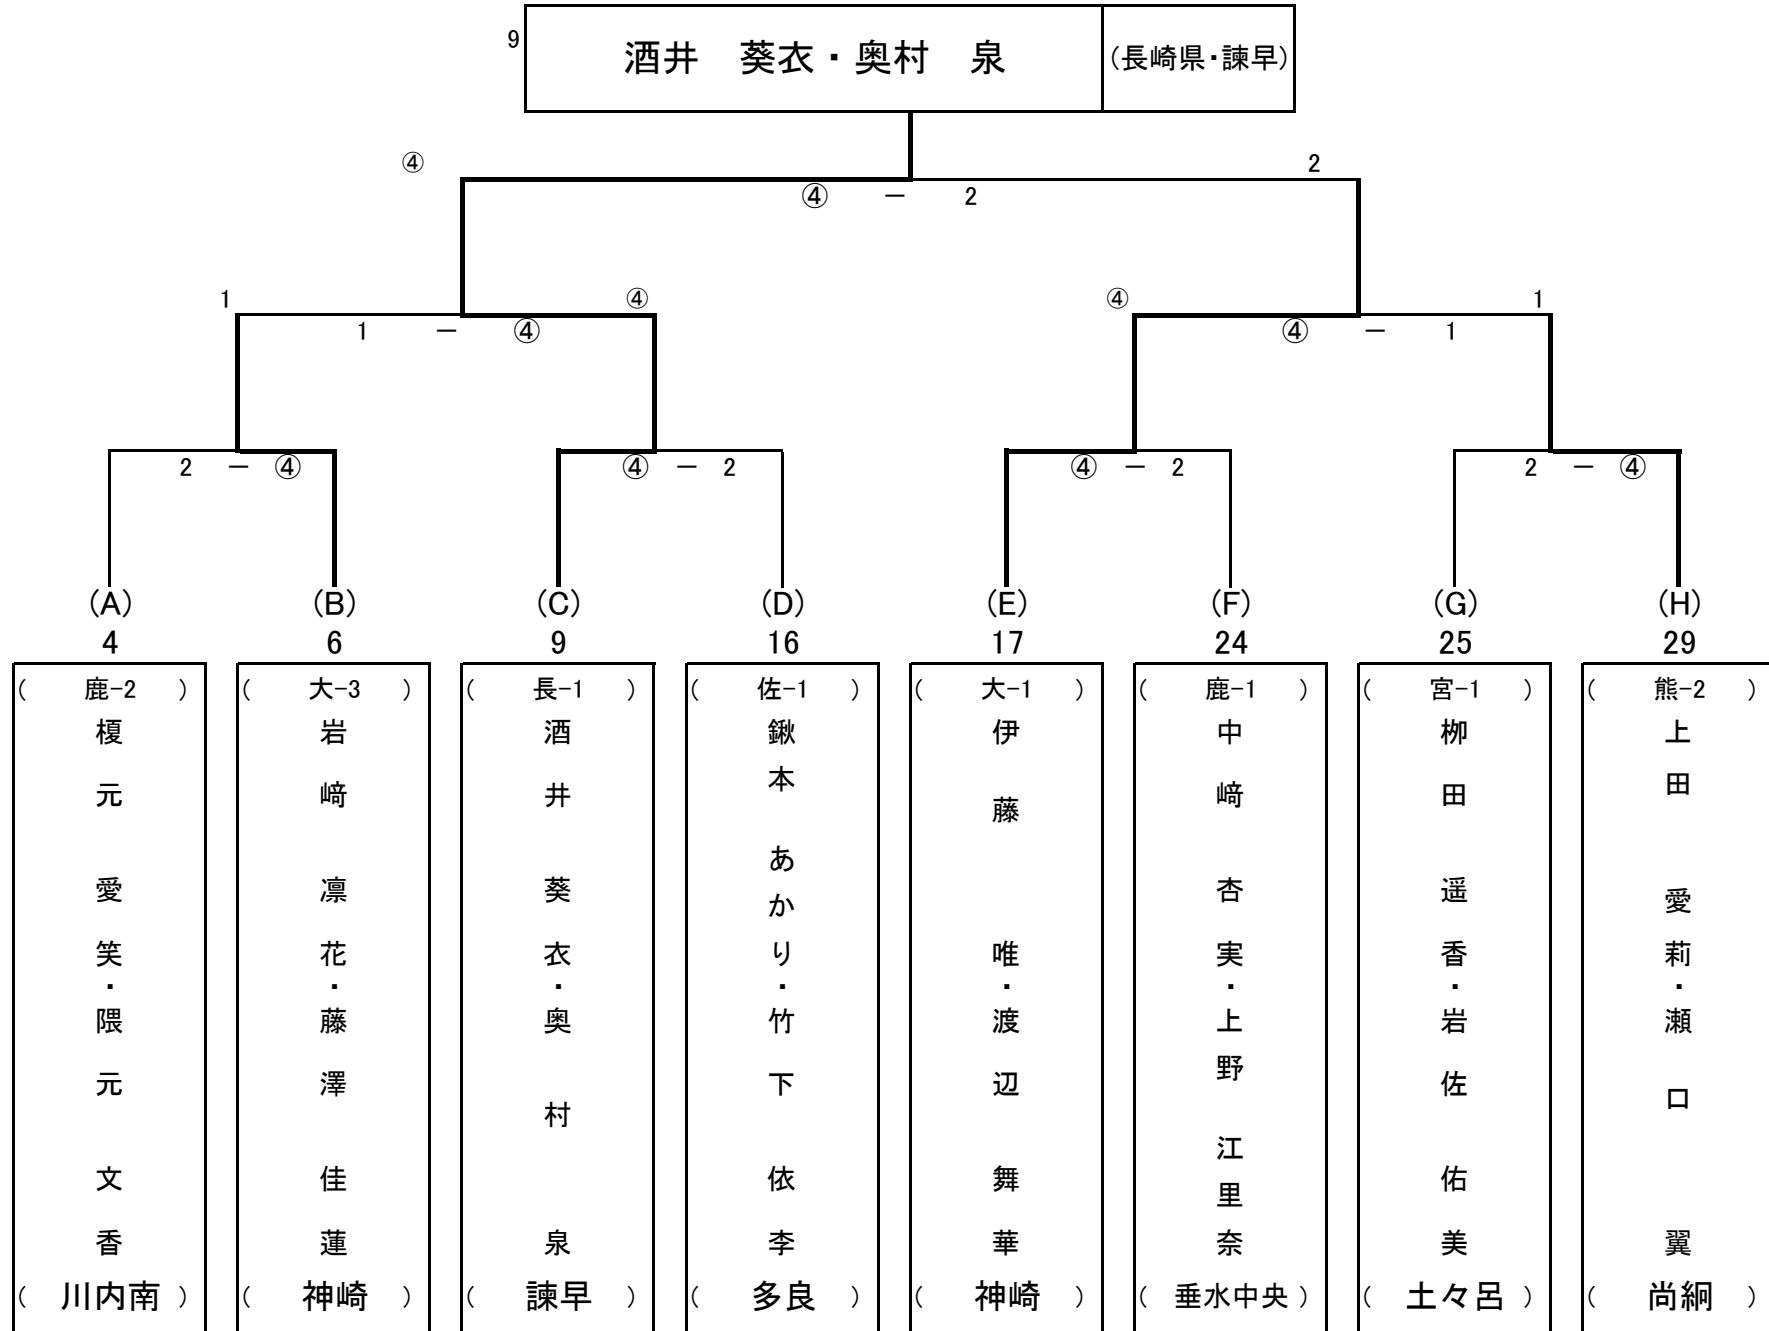 9
酒井　葵衣・奥村　泉
(長崎県・諫早)
④ 2
④ － 2
1 ④ ④ 1
1 － ④
④ － 1
2 － ④
④ － 2
④ － 2
2 － ④
(A) (B) (C) (D) (E) (F) (G) (H)
4 6 9 16 17 24 25 29
( 鹿-2 )
榎元　愛笑・隈元　文香
( 川内南 )
( 大-3 )
岩﨑　凛花・藤澤　佳蓮
( 神崎 )
( 長-1 )
酒井　葵衣・奥村　泉
( 諫早 )
( 佐-1 )
鍬本　あかり・竹下　依李
( 多良 )
( 大-1 )
伊藤　唯・渡辺　舞華
( 神崎 )
( 鹿-1 )
中﨑　杏実・上野　江里奈
( 垂水中央 )
( 宮-1 )
栁田　遥香・岩佐　佑美
( 土々呂 )
( 熊-2 )
上田　愛莉・瀬口　翼
( 尚絅 )